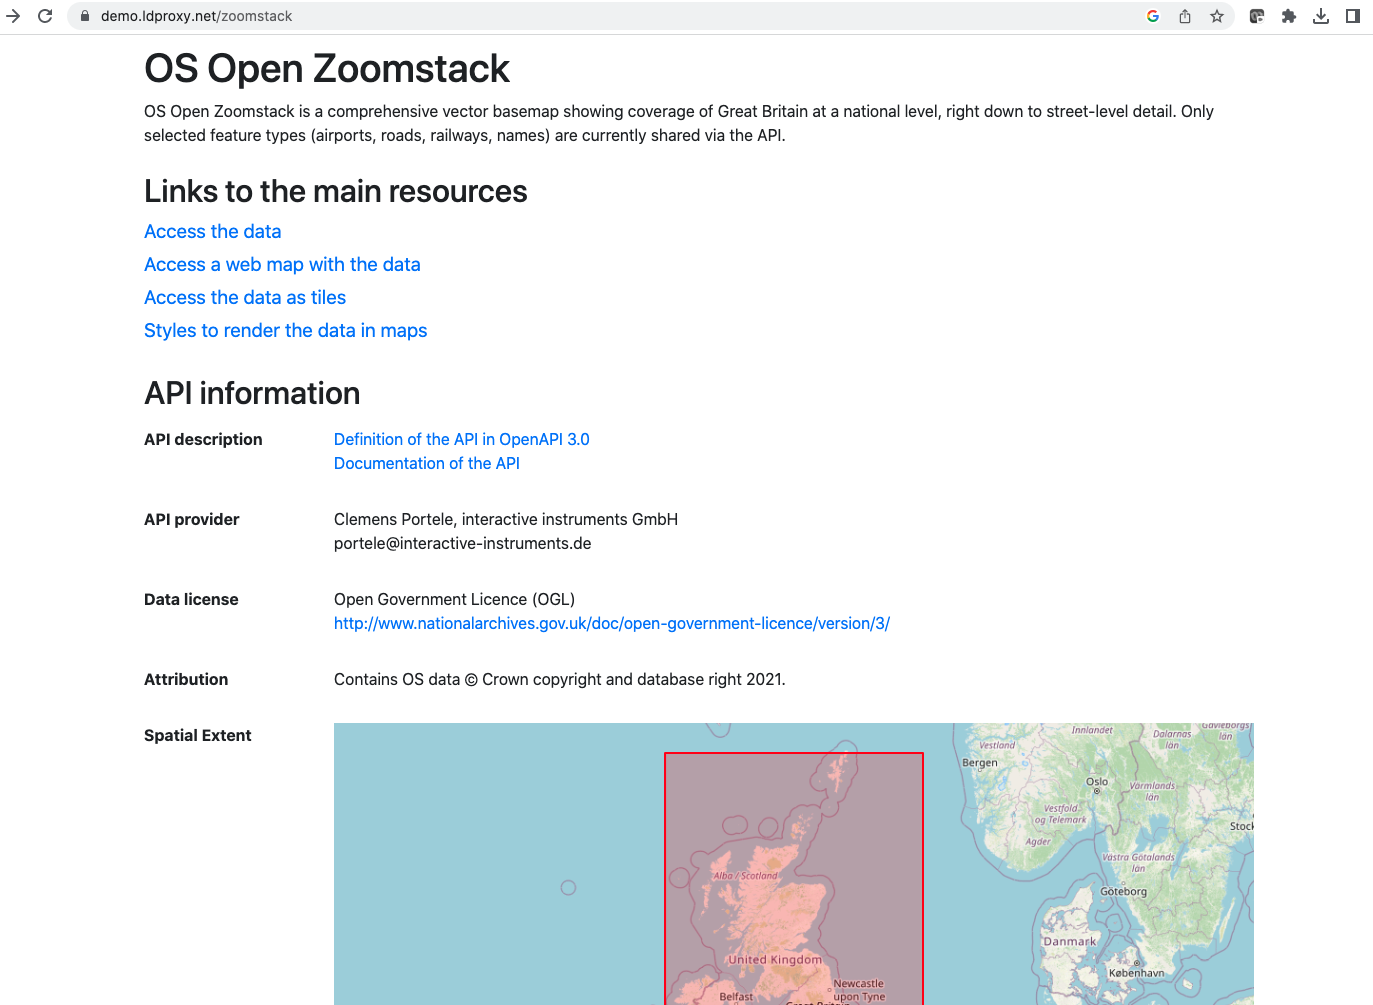 demo.ldproxy.net/zoomstack
OS Open Zoomstack
OS Open Zoomstack is a comprehensive vector basemap showing coverage of Great Britain at a national level, right down to street-level detail. Only
selected feature types (airports, roads, railways, names) are currently shared via the API.
Links to the main resources
Access the data
Access a web map with the data
Access the data as tiles
Styles to render the data in maps
API information
API description
Definition of the API in OpenAPI 3.0
Documentation of the API
API provider
Clemens Portele, interactive instruments GmbH
portele@interactive-instruments.de
Data license
Open Government Licence (OGL)
http://www.nationalarchives.gov.uk/doc/open-government-licence/version/3/
Attribution
Contains OS data © Crown copyright and database right 2021.
Spatial Extent
Gävleborgs
län
Innlandet
Dalarnas
län
Vestland
Bergen
Oslo
Värmlands
län
Vestfold-
og Telemark
Stock
Agder
Västra Götalands
län
Alba / Scotland
Göteborg
Danmark
United Kingdom
København
Newcastle
upon Tyne
Belfast
Great Britain